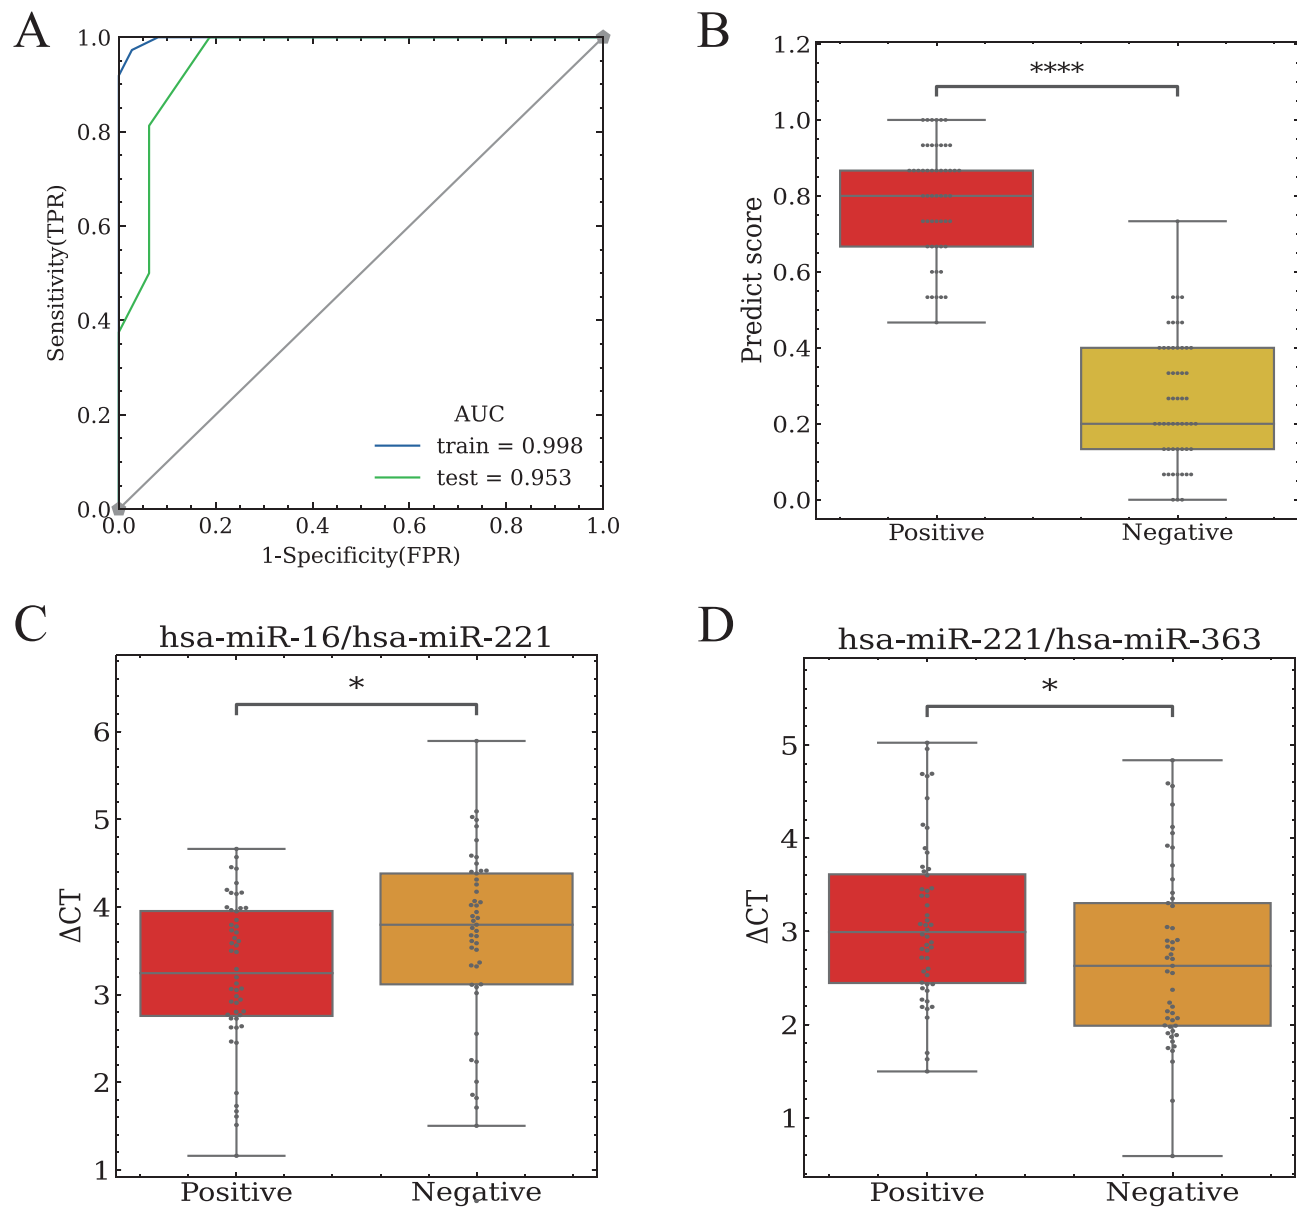 A
1.0
0.8
0.6
0.4
0.2
0.0
Sensitivity(TPR)
AUC
train = 0.998
test = 0.953
0.0 0.2 0.4 0.6 0.8 1.0
1-Specificity(FPR)
B
1.2
1.0
0.8
0.6
0.4
0.2
0.0
Predict score
****
Positive Negative
C
hsa-miR-16/hsa-miR-221
*
6
5
4
3
2
1
ΔCT
Positive Negative
D
hsa-miR-221/hsa-miR-363
*
5
4
3
2
1
ΔCT
Positive Negative